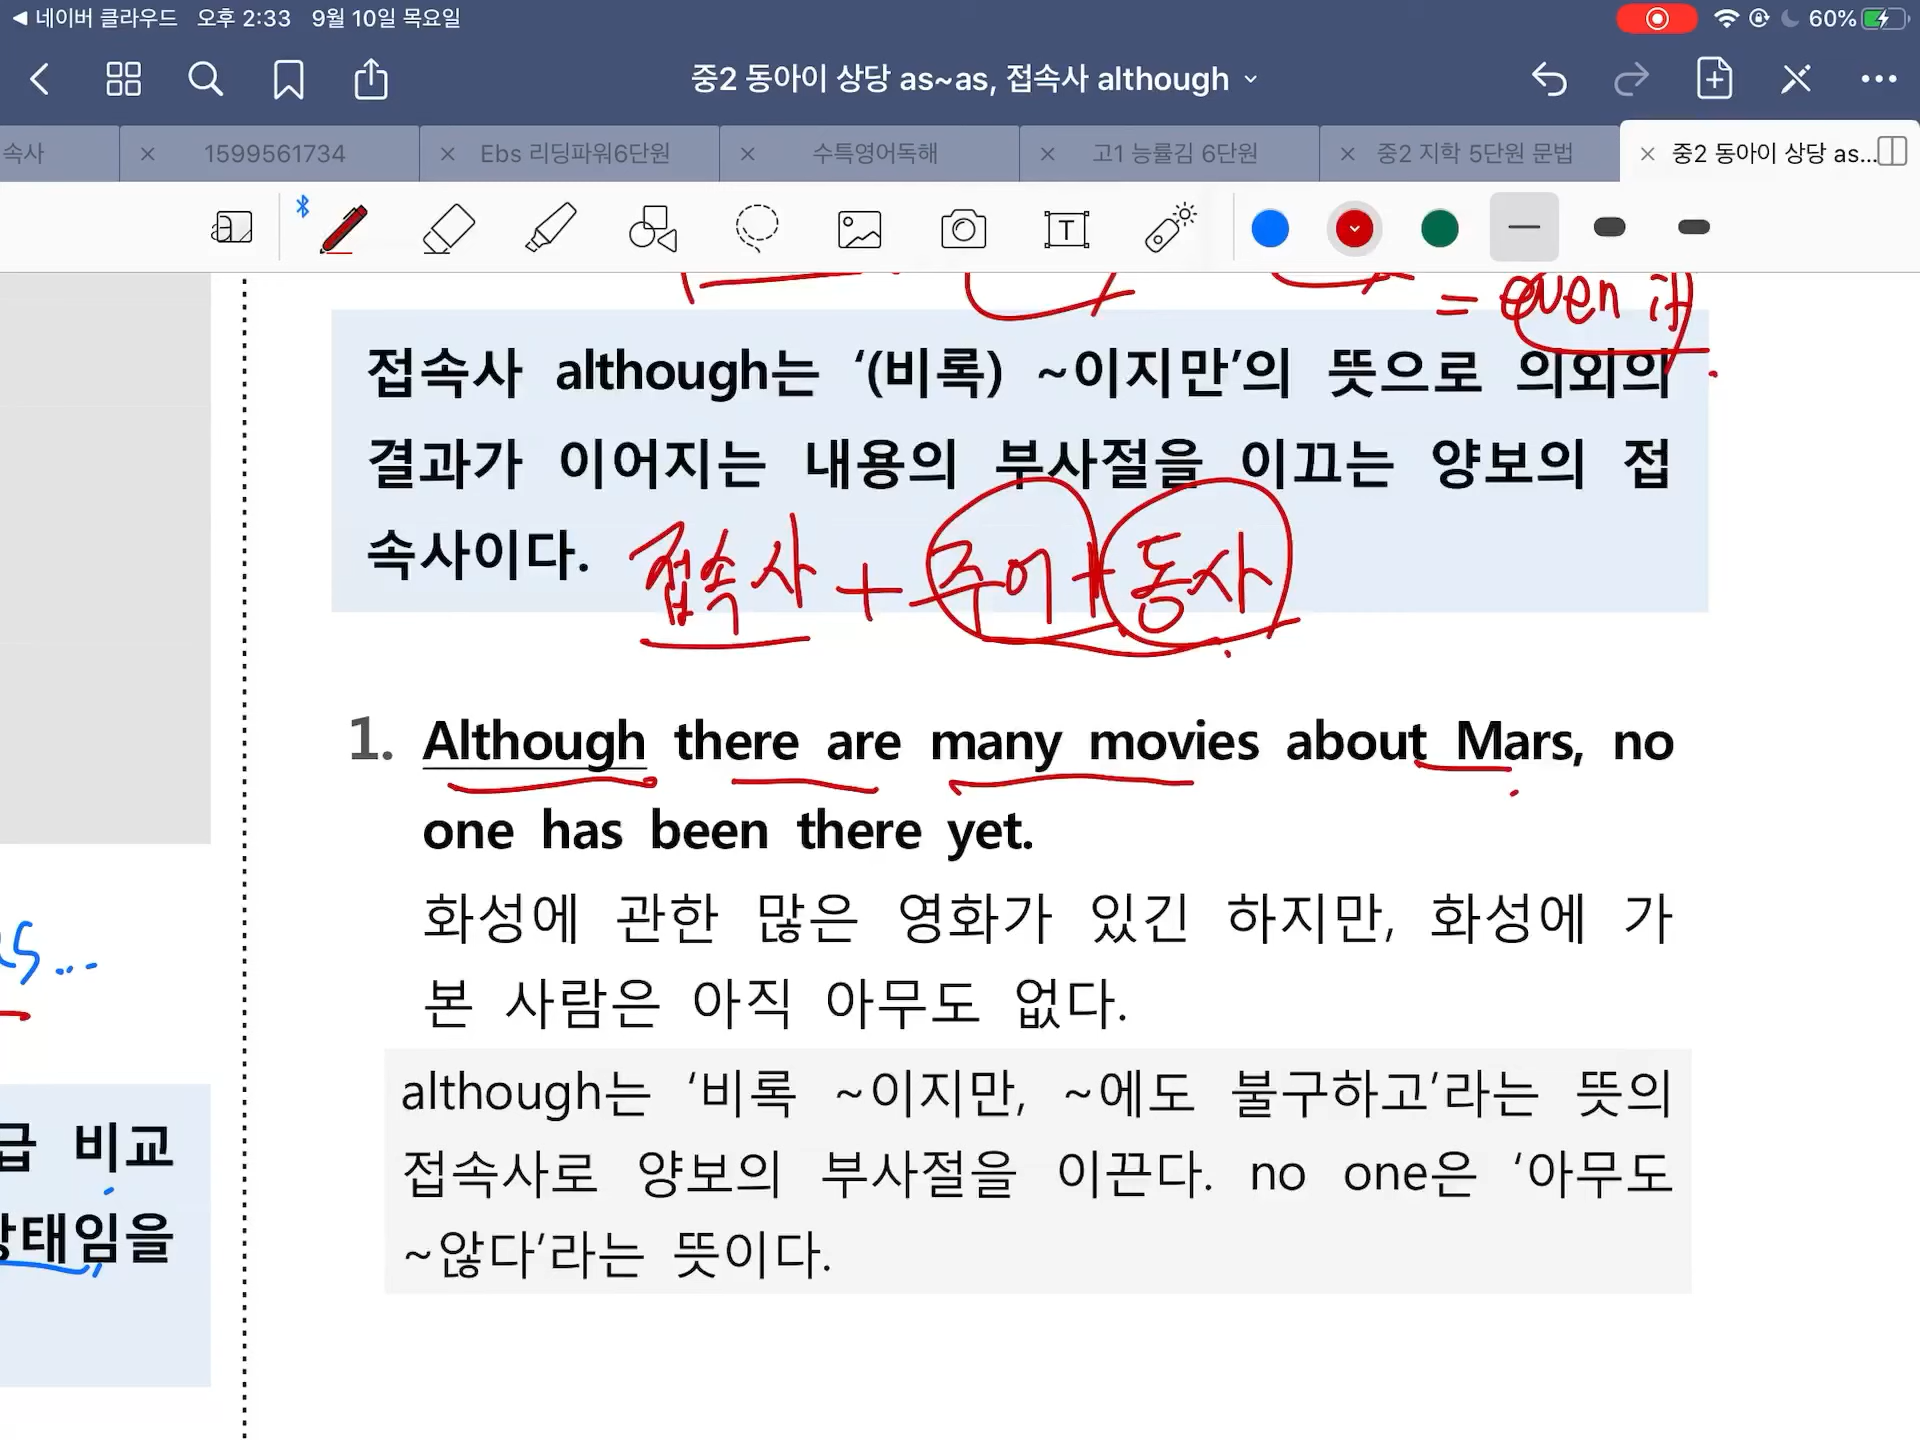 네이버 클라우드 오후 2:33 9월 10일 목요일 60%
중2 동아이 상당 as~as, 접속사 although
속사 1599561734 Ebs 리딩파워6단원 수특영어독해 고1 능률김 6단원 중2 지학 5단원 문법 중2 동아이 상당 as...
= even if
접속사 although는 ‘(비록) ~이지만’의 뜻으로 의외의
결과가 이어지는 내용의 부사절을 이끄는 양보의 접
속사이다.
접속사 + 주어 + 동사
1. Although there are many movies about Mars, no
one has been there yet.
화성에 관한 많은 영화가 있긴 하지만, 화성에 가
본 사람은 아직 아무도 없다.
although는 ‘비록 ~이지만, ~에도 불구하고’라는 뜻의
접속사로 양보의 부사절을 이끈다. no one은 ‘아무도
~않다’라는 뜻이다.
as...
급 비교
상태임을